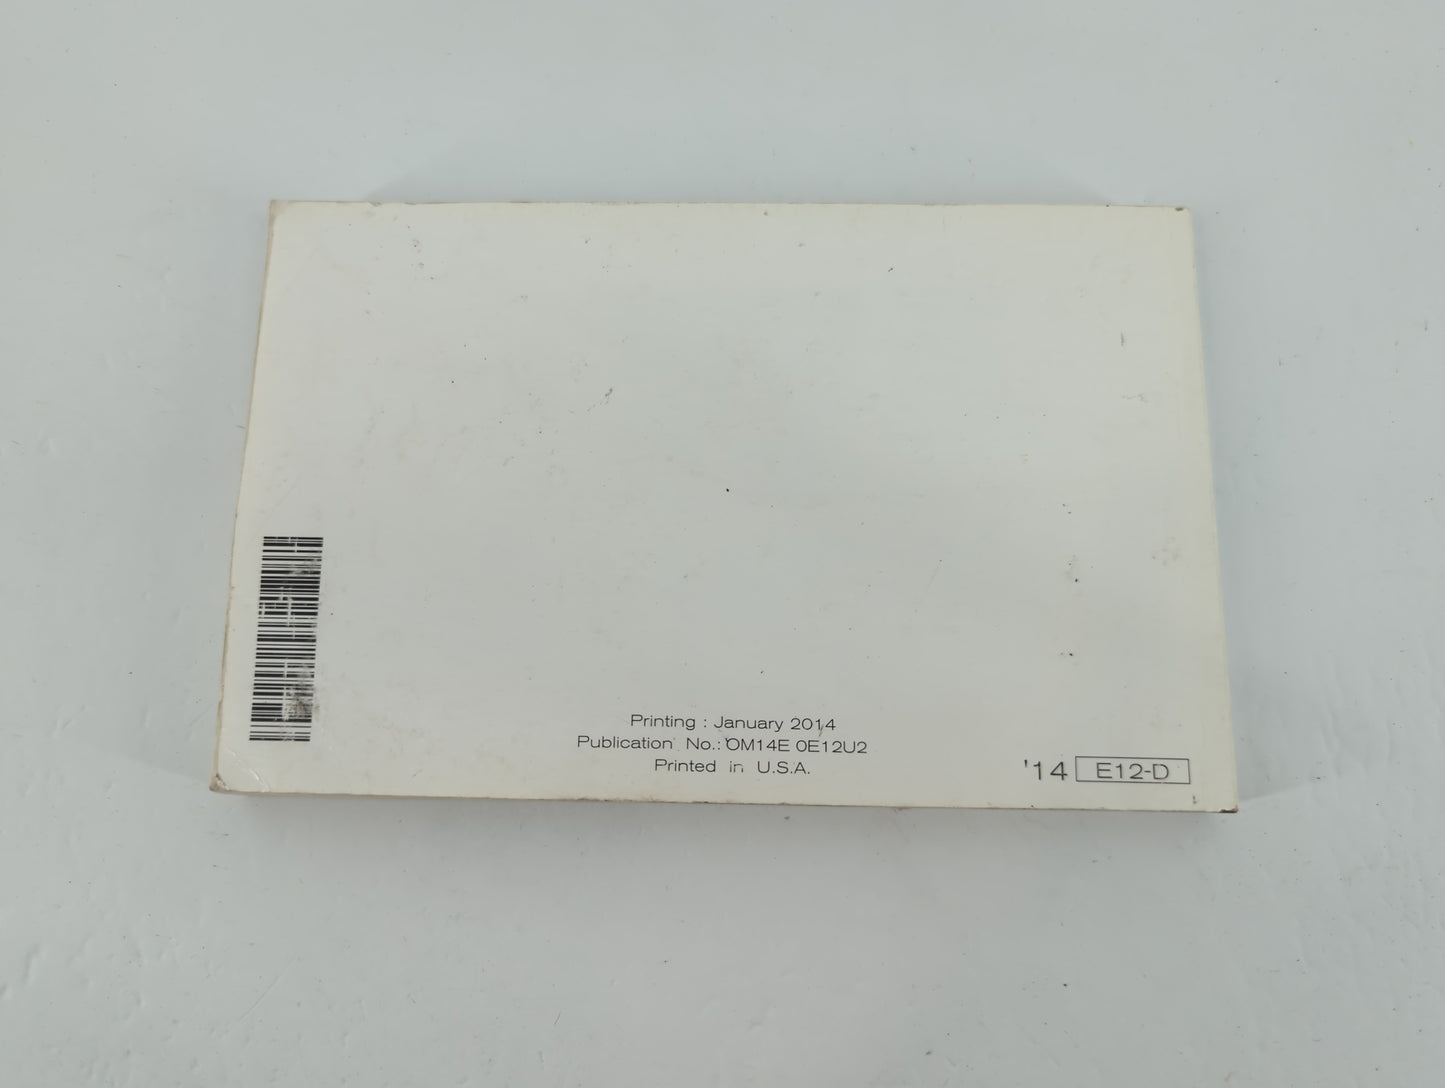 Printing : January 2014
Publication No.: OM14E 0E12U2
Printed in U.S.A.
'14 E12-D